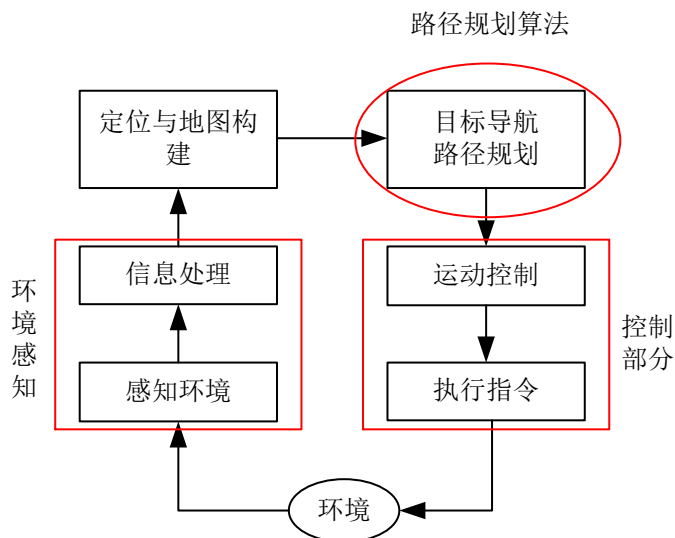 路径规划算法
定位与地图构
建
目标导航
路径规划
环
境
感
知
信息处理
感知环境
运动控制
执行指令
控制
部分
环境